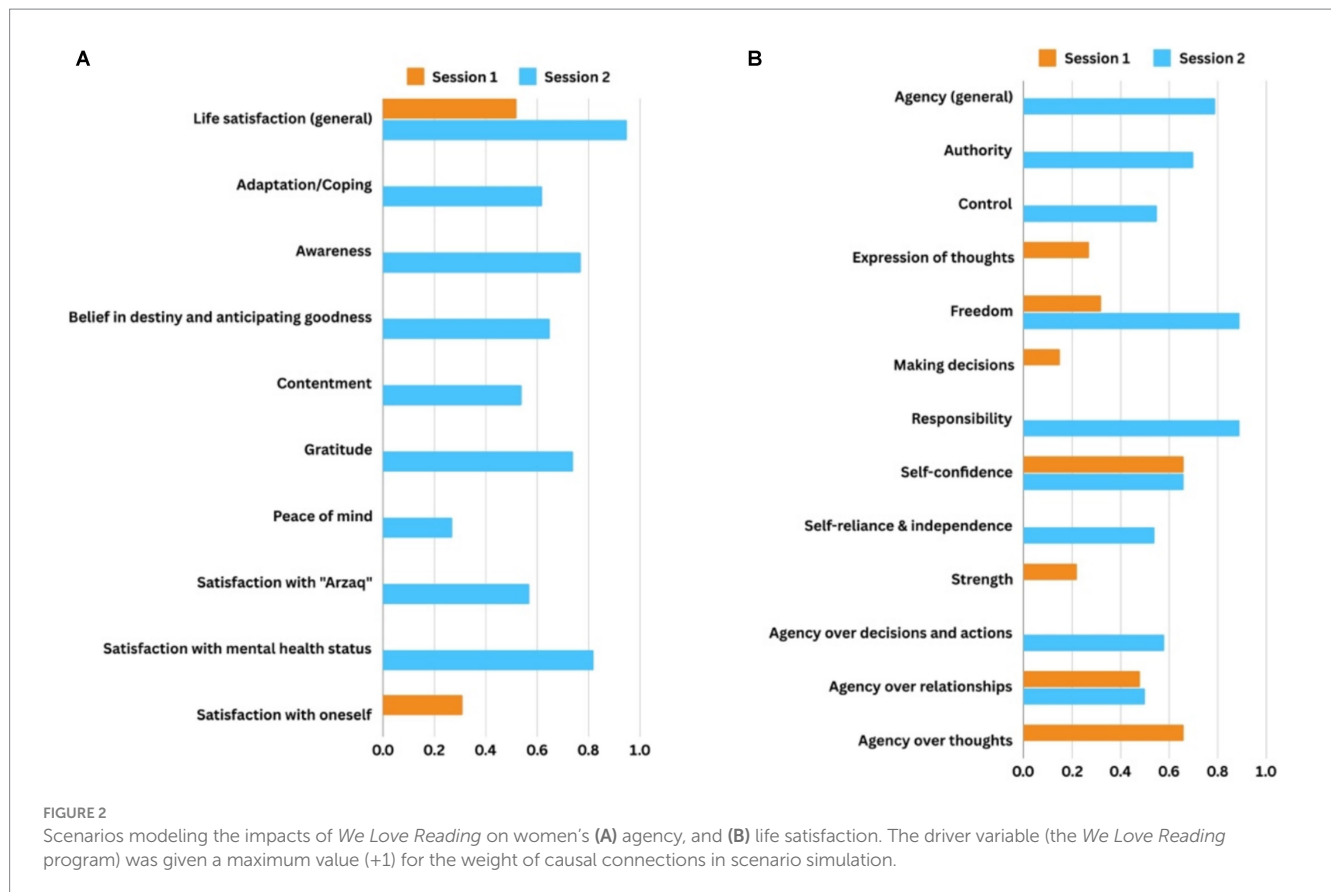 A
Session 1
Session 2
Life satisfaction (general)
Adaptation/Coping
Awareness
Belief in destiny and anticipating goodness
Contentment
Gratitude
Peace of mind
Satisfaction with "Arzaq"
Satisfaction with mental health status
Satisfaction with oneself
0.0 0.2 0.4 0.6 0.8 1.0
B
Session 1
Session 2
Agency (general)
Authority
Control
Expression of thoughts
Freedom
Making decisions
Responsibility
Self-confidence
Self-reliance & independence
Strength
Agency over decisions and actions
Agency over relationships
Agency over thoughts
0.0 0.2 0.4 0.6 0.8 1.0
FIGURE 2
Scenarios modeling the impacts of We Love Reading on women's (A) agency, and (B) life satisfaction. The driver variable (the We Love Reading
program) was given a maximum value (+1) for the weight of causal connections in scenario simulation.